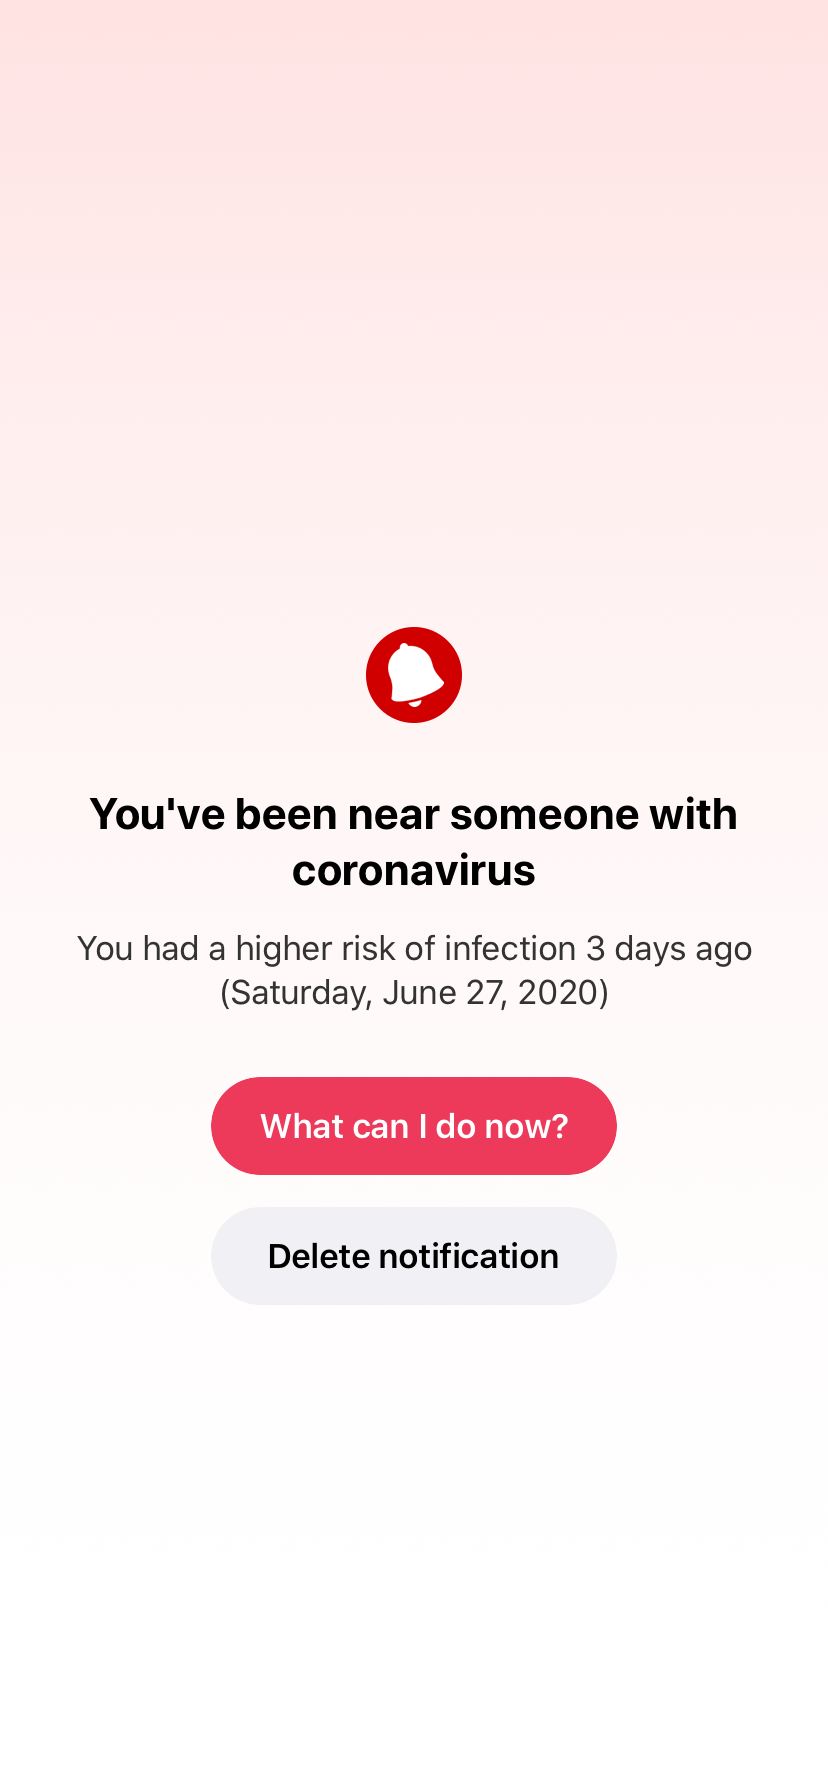 You've been near someone with
coronavirus
You had a higher risk of infection 3 days ago
(Saturday, June 27, 2020)
What can I do now?
Delete notification